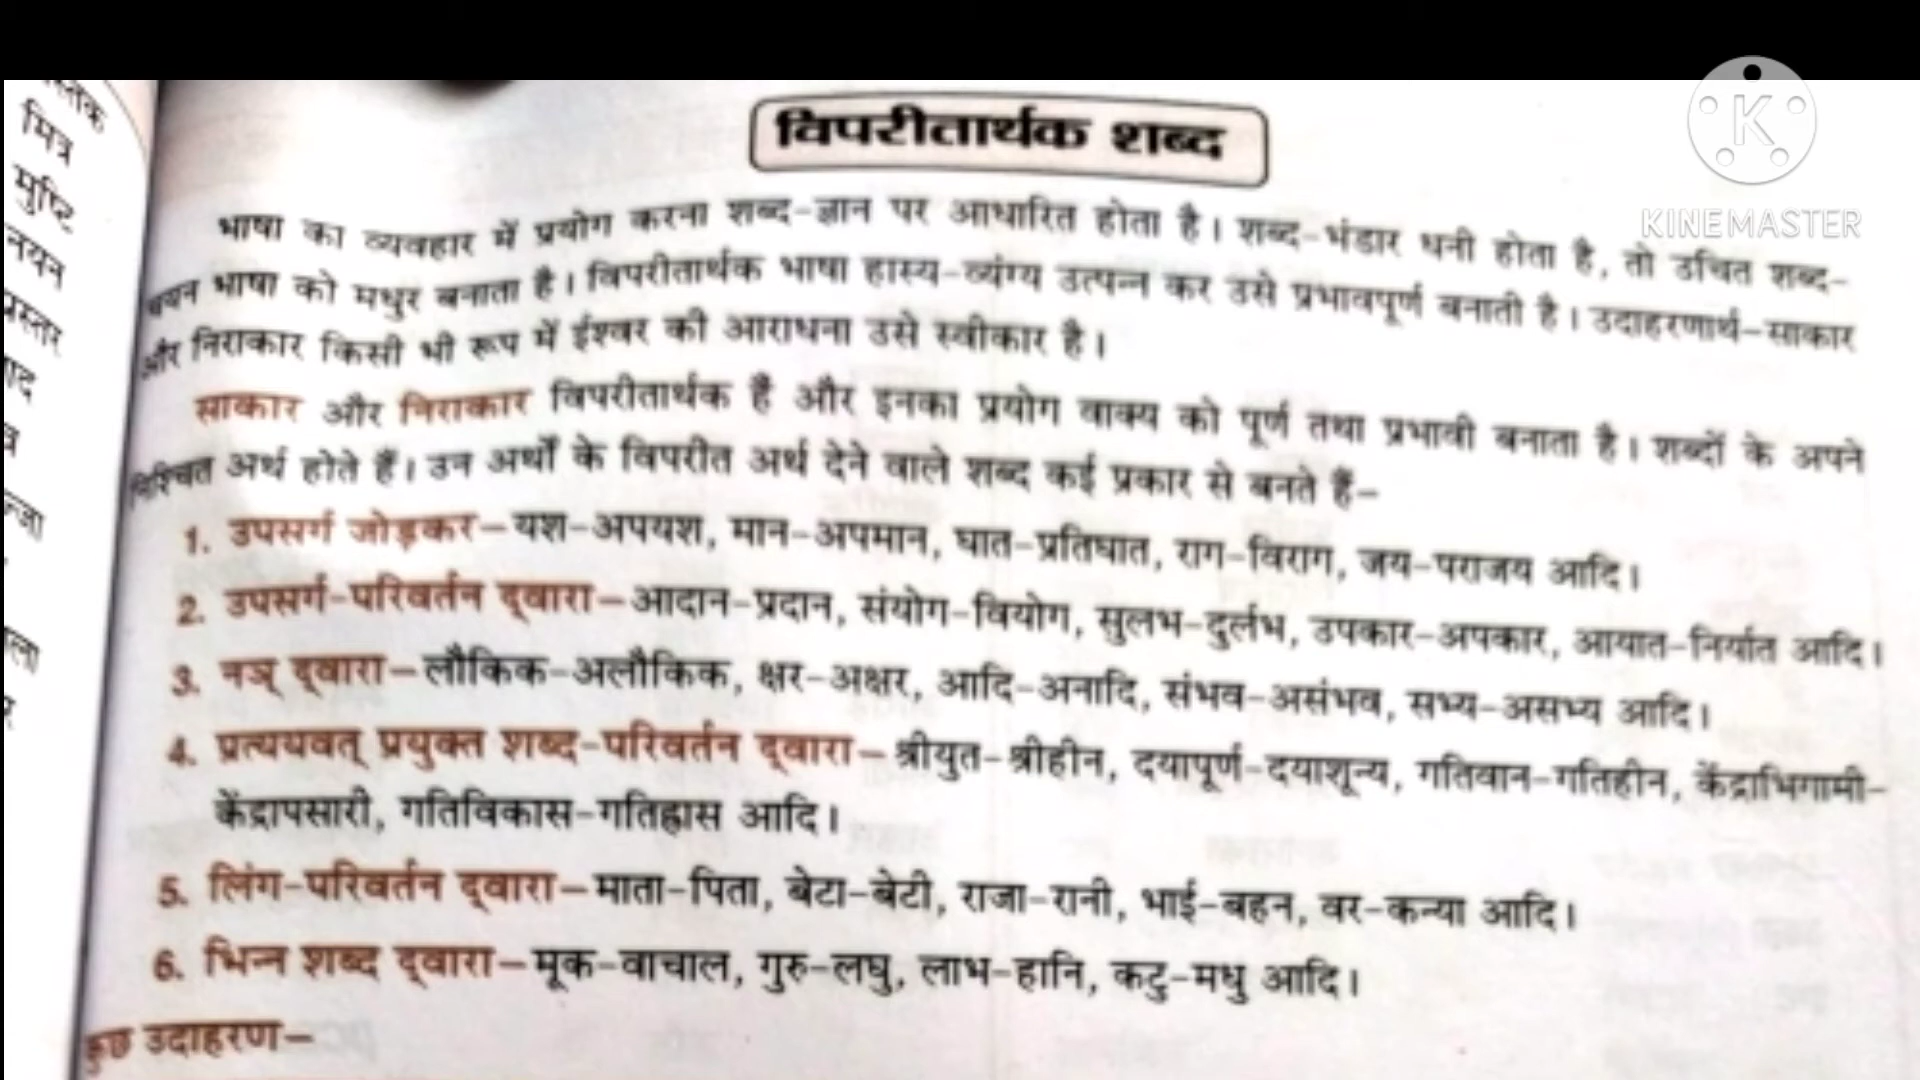 विपरीतार्थक शब्द
KINEMASTER
मित्र
मुष्टि
नयन
प्रस्तर
भाषा का व्यवहार में प्रयोग करना शब्द-ज्ञान पर आधारित होता है। शब्द-भंडार धनी होता है, तो उचित शब्द-
चयन भाषा को मधुर बनाता है। विपरीतार्थक भाषा हास्य-व्यंग्य उत्पन्न कर उसे प्रभावपूर्ण बनाती है। उदाहरणार्थ-साकार
और निराकार किसी भी रूप में ईश्वर की आराधना उसे स्वीकार है।
साकार और निराकार विपरीतार्थक हैं और इनका प्रयोग वाक्य को पूर्ण तथा प्रभावी बनाता है। शब्दों के अपने
निश्चित अर्थ होते हैं। उन अर्थों के विपरीत अर्थ देने वाले शब्द कई प्रकार से बनते हैं-
1. उपसर्ग जोड़कर-यश-अपयश, मान-अपमान, घात-प्रतिघात, राग-विराग, जय-पराजय आदि।
2. उपसर्ग-परिवर्तन द्वारा-आदान-प्रदान, संयोग-वियोग, सुलभ-दुर्लभ, उपकार-अपकार, आयात-निर्यात आदि।
3. नञ् द्वारा-लौकिक-अलौकिक, क्षर-अक्षर, आदि-अनादि, संभव-असंभव, सभ्य-असभ्य आदि।
4. प्रत्ययवत् प्रयुक्त शब्द-परिवर्तन द्वारा-श्रीयुत-श्रीहीन, दयापूर्ण-दयाशून्य, गतिवान-गतिहीन, केंद्राभिगामी-
केंद्रापसारी, गतिविकास-गतिह्रास आदि।
5. लिंग-परिवर्तन द्वारा-माता-पिता, बेटा-बेटी, राजा-रानी, भाई-बहन, वर-कन्या आदि।
6. भिन्न शब्द द्वारा-मूक-वाचाल, गुरु-लघु, लाभ-हानि, कटु-मधु आदि।
कुछ उदाहरण-